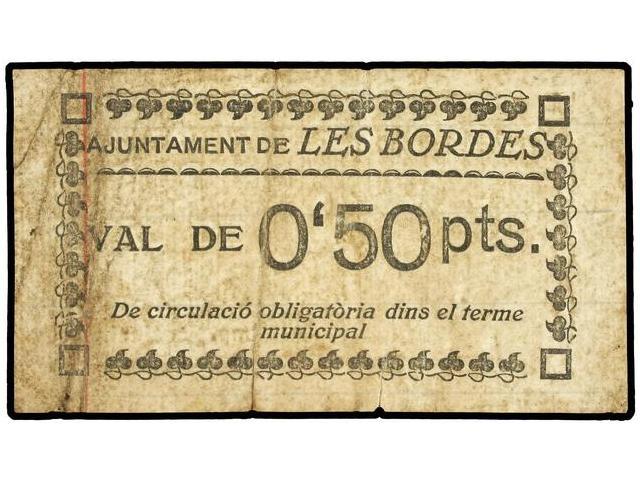 AJUNTAMENT DE LES BORDES
VAL DE 0'50 pts.
De circulació obligatòria dins el terme
municipal